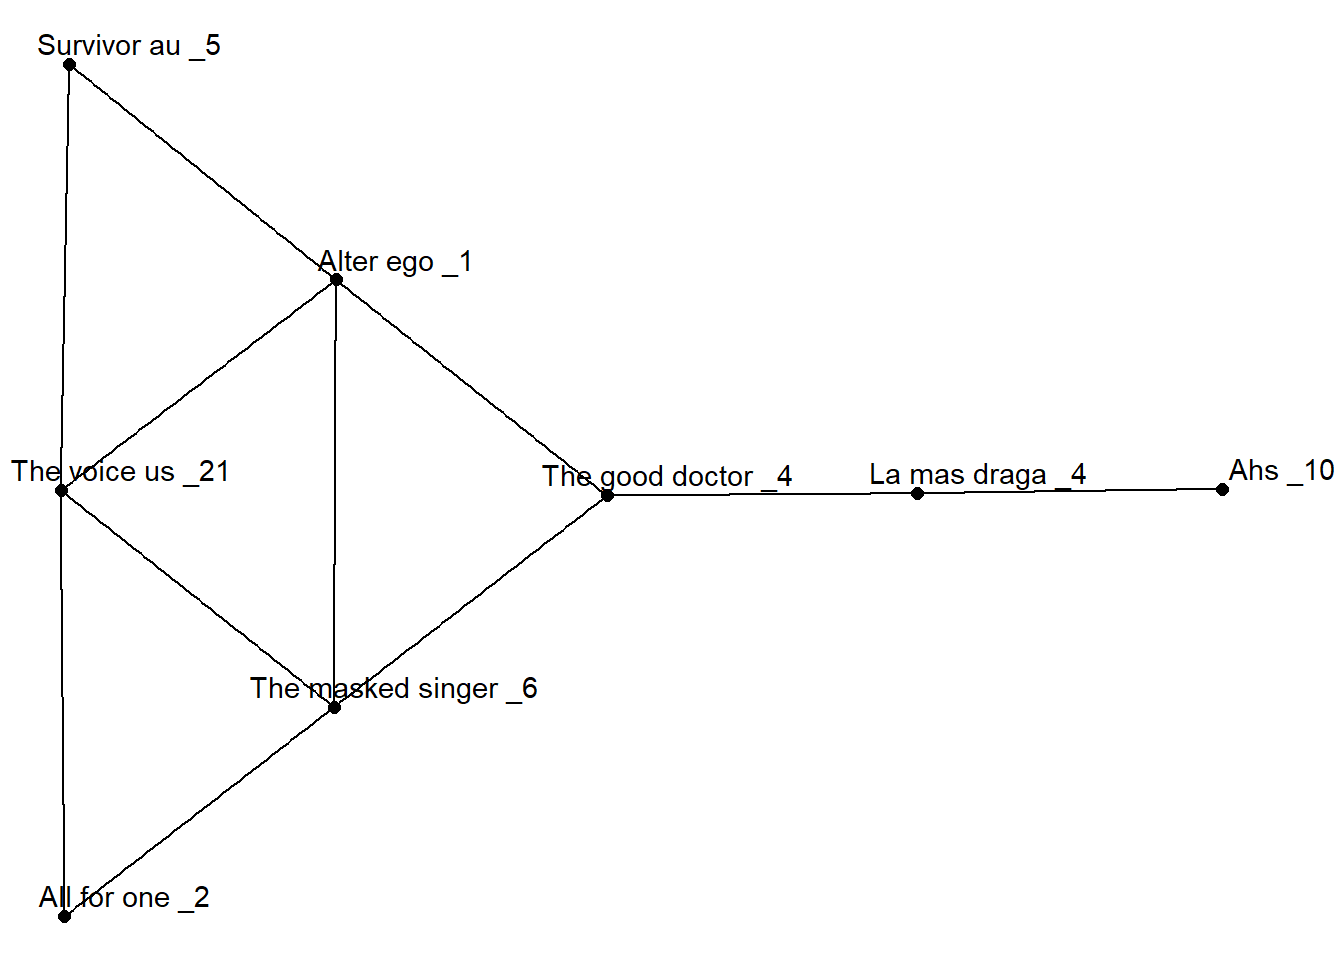 Survivor au _5
Alter ego _1
The voice us _21
The good doctor _4
La mas draga _4
Ahs _10
The masked singer _6
All for one _2